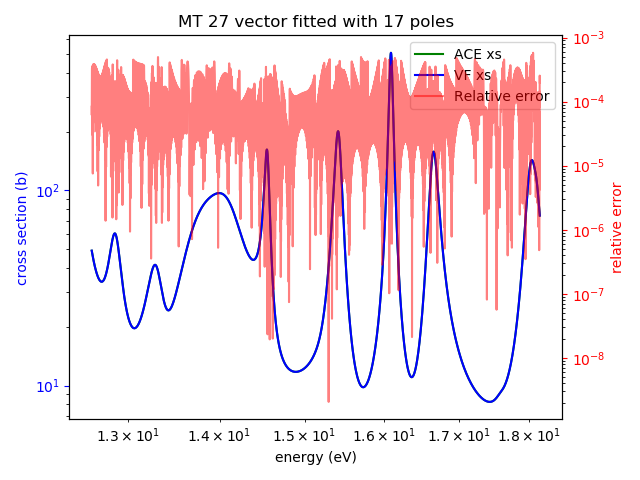 MT 27 vector fitted with 17 poles
ACE xs
VF xs
Relative error
cross section (b)
10²
10¹
relative error
10⁻³
10⁻⁴
10⁻⁵
10⁻⁶
10⁻⁷
10⁻⁸
1.3 × 10¹ 1.4 × 10¹ 1.5 × 10¹ 1.6 × 10¹ 1.7 × 10¹ 1.8 × 10¹
energy (eV)